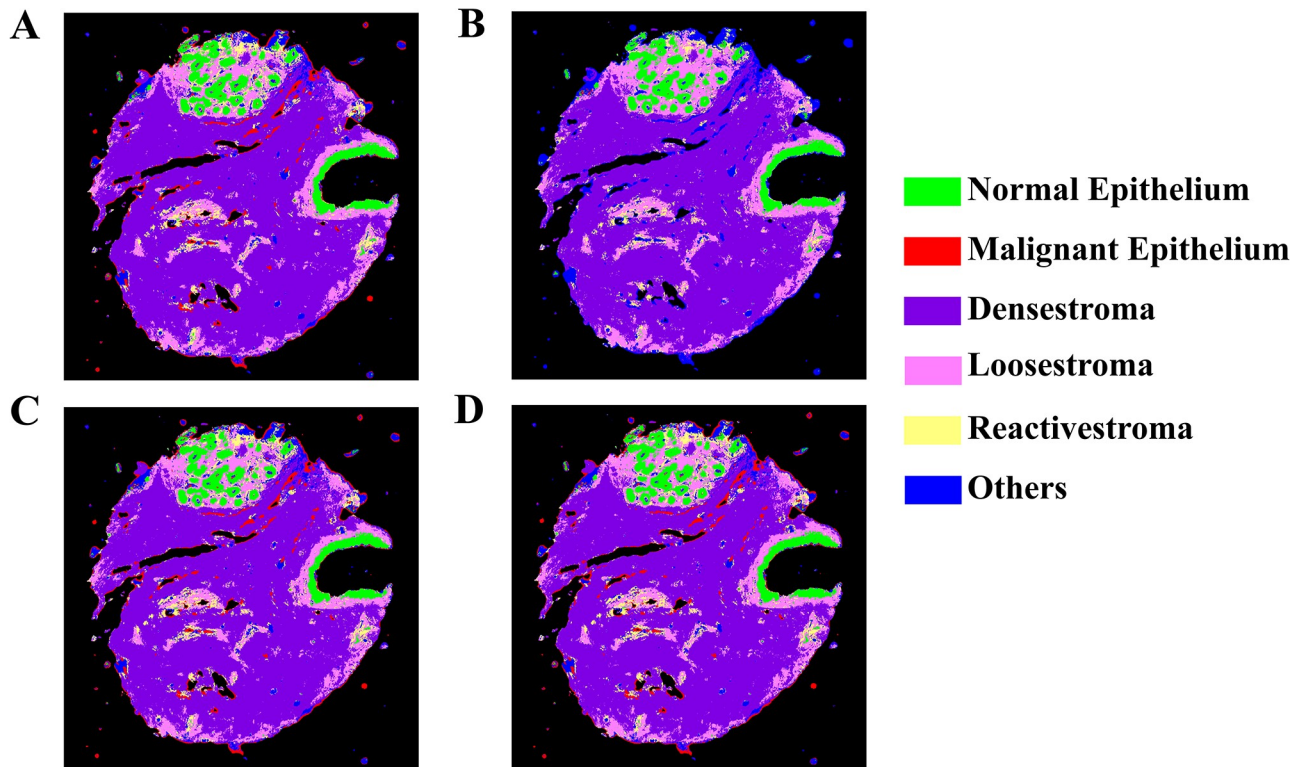 A
B
C
D
Normal Epithelium
Malignant Epithelium
Densestroma
Loosestroma
Reactivestroma
Others